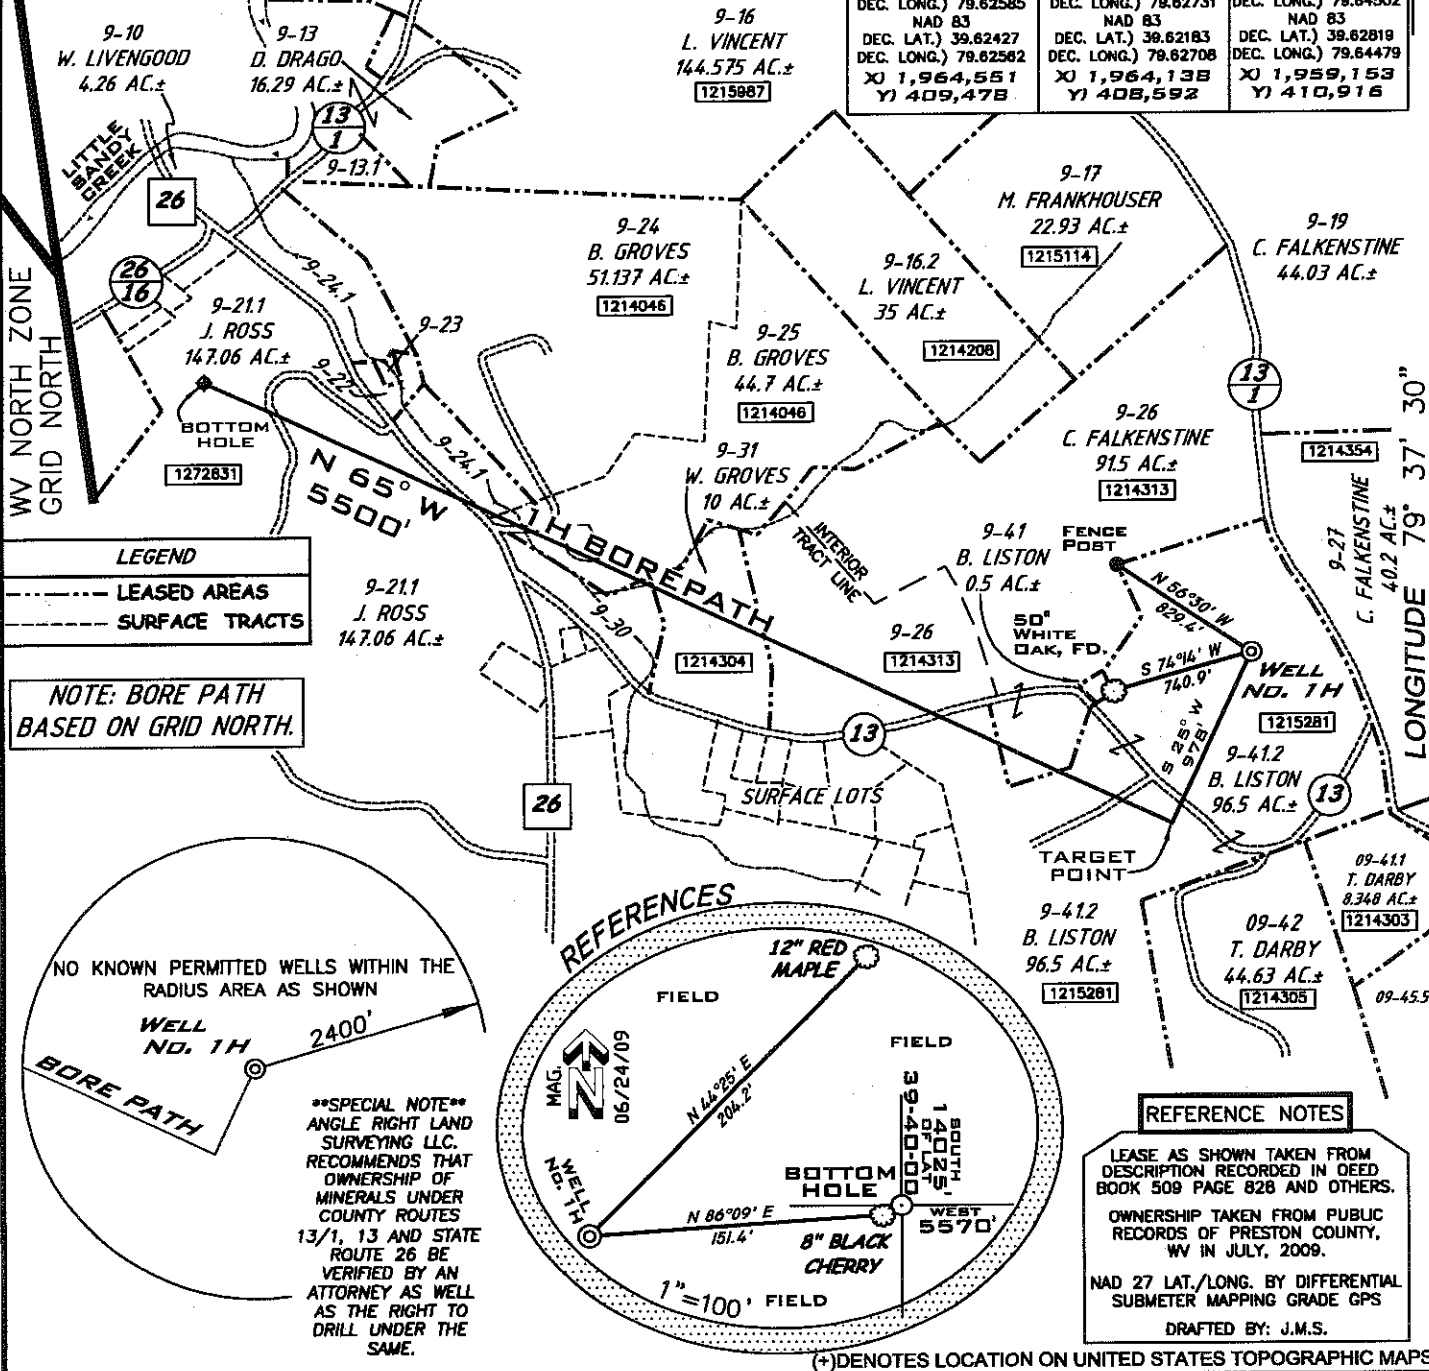 9-10
W. LIVENGOOD
4.26 AC.±
9-13
D. DRAGO
16.29 AC.±
9-16
L. VINCENT
144.575 AC.±
1215987
DEC. LONG.) 79.62585
NAD 83
DEC. LAT.) 39.62427
DEC. LONG.) 79.62562
X) 1,964,551
Y) 409,478
DEC. LONG.) 79.62731
NAD 83
DEC. LAT.) 39.62183
DEC. LONG.) 79.62708
X) 1,964,138
Y) 408,592
DEC. LONG.) 79.64502
NAD 83
DEC. LAT.) 39.62819
DEC. LONG.) 79.64479
X) 1,959,153
Y) 410,916
LITTLE
SANDY
CREEK
13
1
9-13.1
26
26
16
9-24
B. GROVES
51.137 AC.±
1214046
9-17
M. FRANKHOUSER
22.93 AC.±
1215114
9-19
C. FALKENSTINE
44.03 AC.±
9-16.2
L. VINCENT
35 AC.±
1214208
WV NORTH ZONE
GRID NORTH
9-21.1
J. ROSS
147.06 AC.±
9-24.1
9-23
9-22
9-25
B. GROVES
44.7 AC.±
1214046
13
1
BOTTOM
HOLE
1272831
N 65° W
5500'
9-24.1
9-31
W. GROVES
10 AC.±
9-26
C. FALKENSTINE
91.5 AC.±
1214313
1214354
9-27
C. FALKENSTINE
40.2 AC.±
LONGITUDE 79° 37' 30"
LEGEND
LEASED AREAS
SURFACE TRACTS
9-21.1
J. ROSS
147.06 AC.±
1H BOREPATH
INTERIOR
TRACT LINE
9-41
B. LISTON
0.5 AC.±
FENCE
POST
N 56°30' W
829.4'
9-30
1214304
9-26
1214313
50"
WHITE
OAK, FD.
S 74°14' W
740.9'
WELL
NO. 1H
1215281
S 25° W
978'
NOTE: BORE PATH
BASED ON GRID NORTH.
13
9-41.2
B. LISTON
96.5 AC.±
13
26
SURFACE LOTS
TARGET
POINT
09-41.1
T. DARBY
8.348 AC.±
1214303
9-41.2
B. LISTON
96.5 AC.±
1215281
09-42
T. DARBY
44.63 AC.±
1214305
09-45.5
NO KNOWN PERMITTED WELLS WITHIN THE
RADIUS AREA AS SHOWN
WELL
NO. 1H
2400'
BORE PATH
**SPECIAL NOTE**
ANGLE RIGHT LAND
SURVEYING LLC.
RECOMMENDS THAT
OWNERSHIP OF
MINERALS UNDER
COUNTY ROUTES
13/1, 13 AND STATE
ROUTE 26 BE
VERIFIED BY AN
ATTORNEY AS WELL
AS THE RIGHT TO
DRILL UNDER THE
SAME.
REFERENCES
12" RED
MAPLE
FIELD
FIELD
MAG.
N
06/24/09
N 44°25' E
204.2'
WELL
NO. 1H
N 86°09' E
151.4'
8" BLACK
CHERRY
BOTTOM
HOLE
SOUTH
14025'
OF LAT
39-40-00
WEST
5570'
1"=100'
FIELD
REFERENCE NOTES
LEASE AS SHOWN TAKEN FROM
DESCRIPTION RECORDED IN DEED
BOOK 509 PAGE 828 AND OTHERS.
OWNERSHIP TAKEN FROM PUBLIC
RECORDS OF PRESTON COUNTY,
WV IN JULY, 2009.
NAD 27 LAT./LONG. BY DIFFERENTIAL
SUBMETER MAPPING GRADE GPS
DRAFTED BY: J.M.S.
(+)DENOTES LOCATION ON UNITED STATES TOPOGRAPHIC MAPS